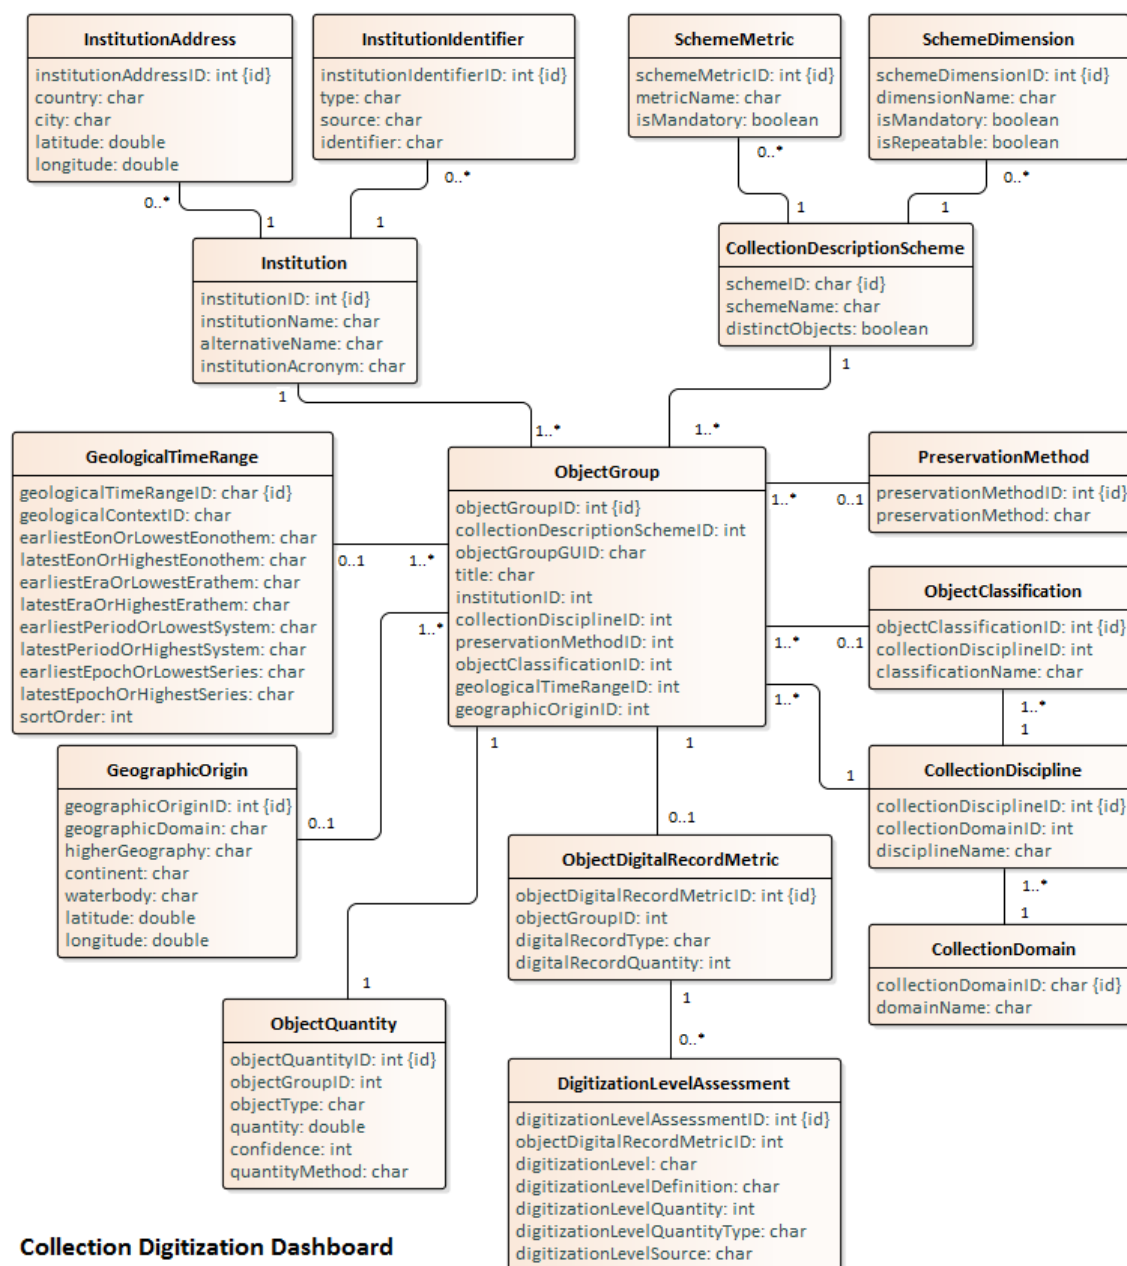 InstitutionAddress
institutionAddressID: int {id}
country: char
city: char
latitude: double
longitude: double
InstitutionIdentifier
institutionIdentifierID: int {id}
type: char
source: char
identifier: char
SchemeMetric
schemeMetricID: int {id}
metricName: char
isMandatory: boolean
SchemeDimension
schemeDimensionID: int {id}
dimensionName: char
isMandatory: boolean
isRepeatable: boolean
0..*
0..*
0..*
0..*
1
1
1
1
Institution
institutionID: int {id}
institutionName: char
alternativeName: char
institutionAcronym: char
CollectionDescriptionScheme
schemeID: char {id}
schemeName: char
distinctObjects: boolean
1
1
1..*
1..*
GeologicalTimeRange
geologicalTimeRangeID: char {id}
geologicalContextID: char
earliestEonOrLowestEonothem: char
latestEonOrHighestEonothem: char
earliestEraOrLowestErathem: char
latestEraOrHighestErathem: char
earliestPeriodOrLowestSystem: char
latestPeriodOrHighestSystem: char
earliestEpochOrLowestSeries: char
latestEpochOrHighestSeries: char
sortOrder: int
0..1
1..*
1..*
ObjectGroup
objectGroupID: int {id}
collectionDescriptionSchemeID: int
objectGroupGUID: char
title: char
institutionID: int
collectionDisciplineID: int
preservationMethodID: int
objectClassificationID: int
geologicalTimeRangeID: int
geographicOriginID: int
1..*
0..1
1..*
0..1
1..*
1
PreservationMethod
preservationMethodID: int {id}
preservationMethod: char
ObjectClassification
objectClassificationID: int {id}
collectionDisciplineID: int
classificationName: char
1..*
1
CollectionDiscipline
collectionDisciplineID: int {id}
collectionDomainID: int
disciplineName: char
1..*
1
CollectionDomain
collectionDomainID: char {id}
domainName: char
GeographicOrigin
geographicOriginID: int {id}
geographicDomain: char
higherGeography: char
continent: char
waterbody: char
latitude: double
longitude: double
0..1
1
1
0..1
ObjectDigitalRecordMetric
objectDigitalRecordMetricID: int {id}
objectGroupID: int
digitalRecordType: char
digitalRecordQuantity: int
1
1
0..*
ObjectQuantity
objectQuantityID: int {id}
objectGroupID: int
objectType: char
quantity: double
confidence: int
quantityMethod: char
DigitizationLevelAssessment
digitizationLevelAssessmentID: int {id}
objectDigitalRecordMetricID: int
digitizationLevel: char
digitizationLevelDefinition: char
digitizationLevelQuantity: int
digitizationLevelQuantityType: char
digitizationLevelSource: char
Collection Digitization Dashboard